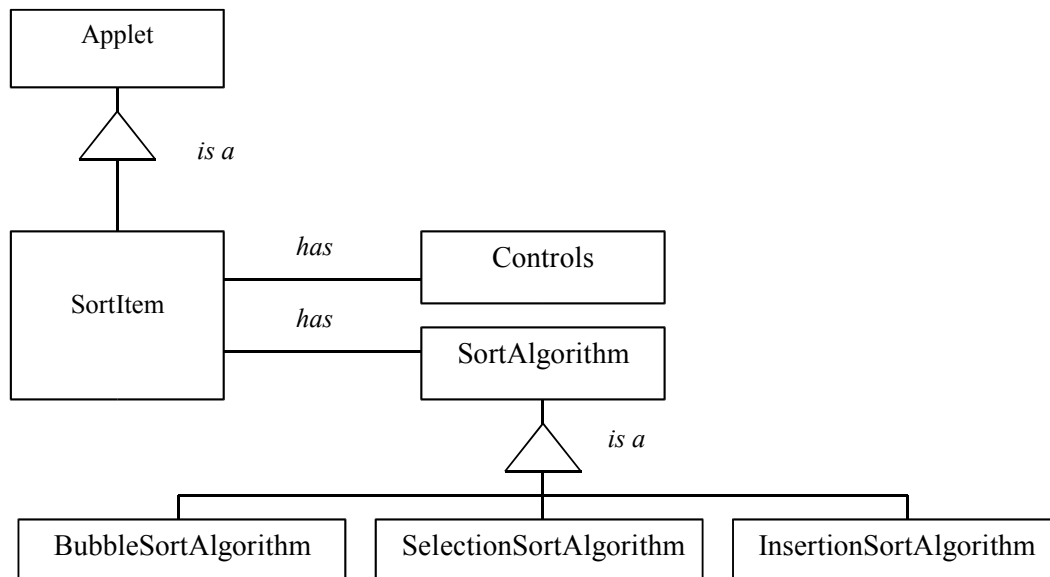 Applet
is a
has
Controls
SortItem
has
SortAlgorithm
is a
BubbleSortAlgorithm
SelectionSortAlgorithm
InsertionSortAlgorithm